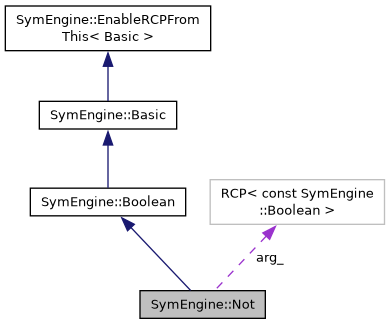 SymEngine::EnableRCPFrom
This< Basic >
SymEngine::Basic
SymEngine::Boolean
RCP< const SymEngine
::Boolean >
arg_
SymEngine::Not